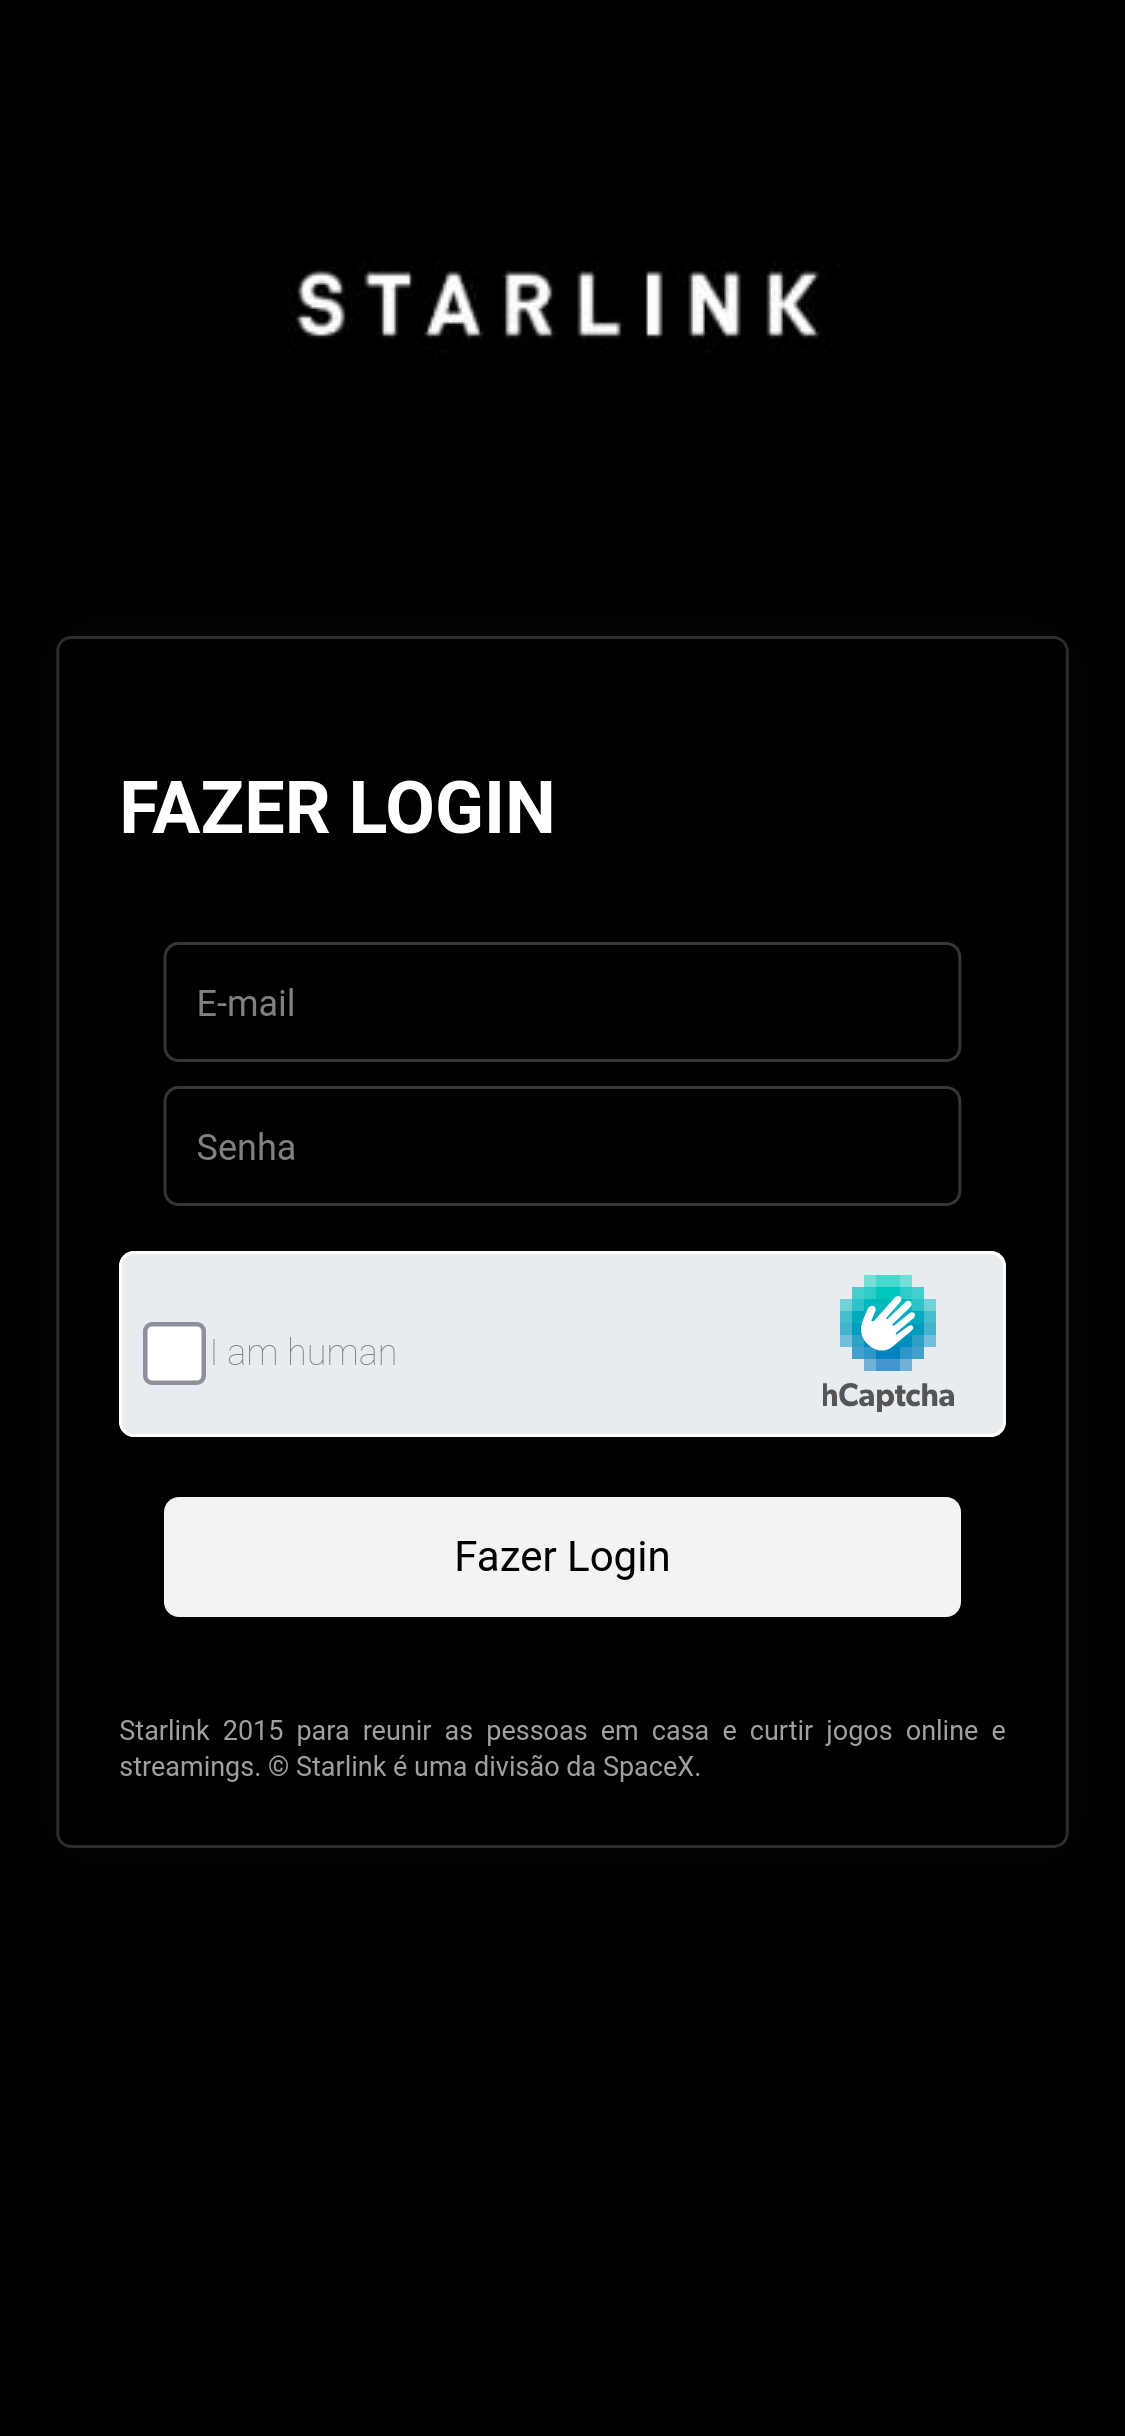 STARLINK
FAZER LOGIN
E-mail
Senha
I am human
hCaptcha
Fazer Login
Starlink 2015 para reunir as pessoas em casa e curtir jogos online e
streamings. © Starlink é uma divisão da SpaceX.